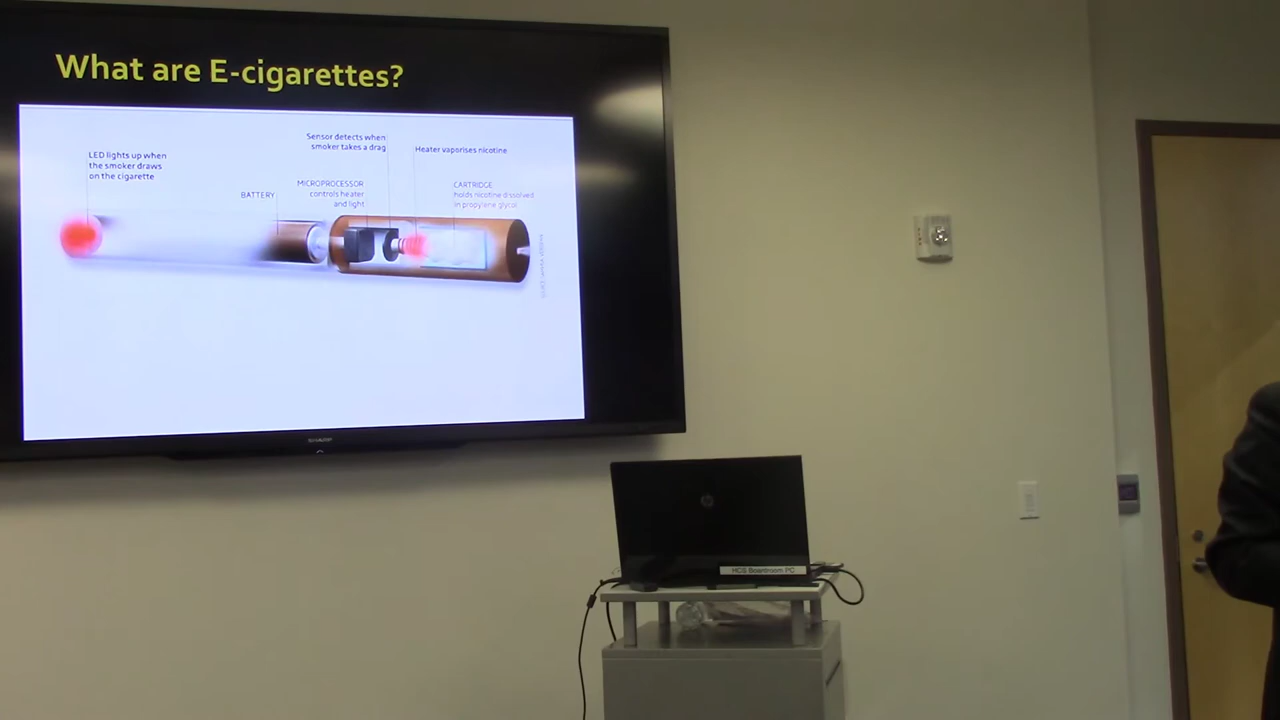 What are E-cigarettes?
Sensor detects when
smoker takes a drag
Heater vaporises nicotine
LED lights up when
the smoker draws
on the cigarette
BATTERY
MICROPROCESSOR
controls heater
and light
CARTRIDGE
holds nicotine dissolved
in propylene glycol
SHARP
HCS Boardroom PC